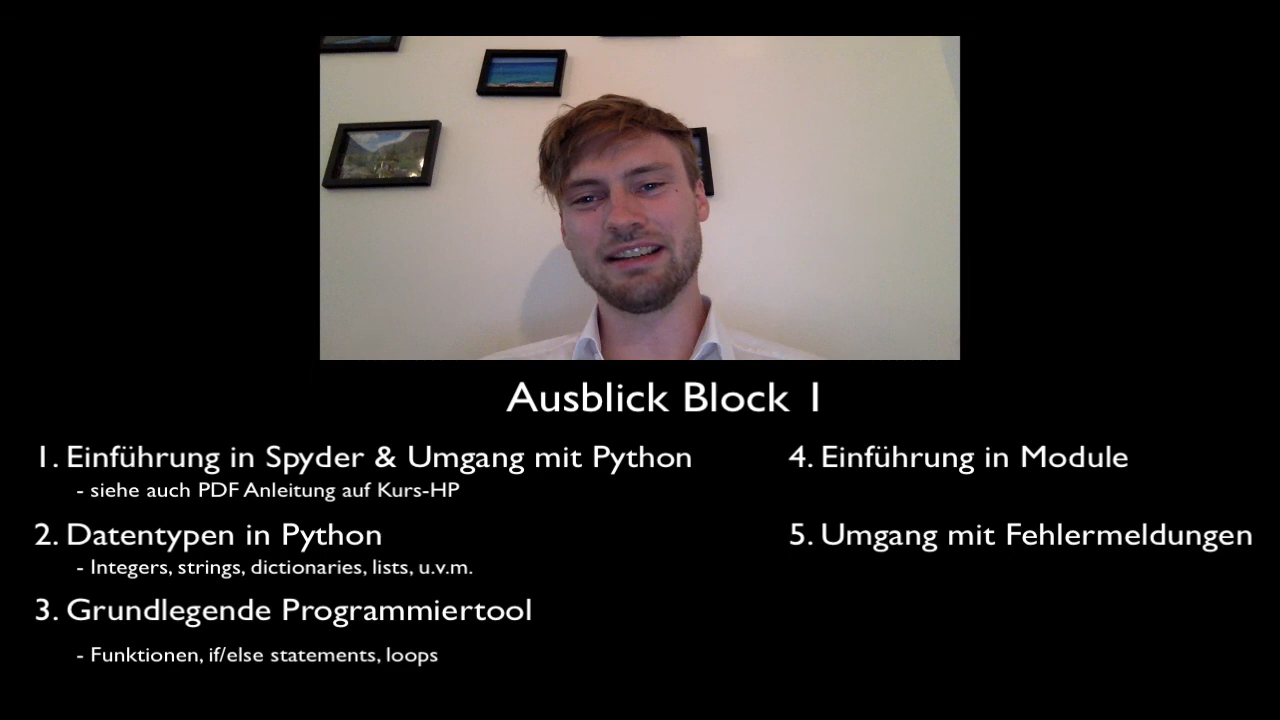 Ausblick Block 1
1. Einführung in Spyder & Umgang mit Python
- siehe auch PDF Anleitung auf Kurs-HP
2. Datentypen in Python
- Integers, strings, dictionaries, lists, u.v.m.
3. Grundlegende Programmiertool
- Funktionen, if/else statements, loops
4. Einführung in Module
5. Umgang mit Fehlermeldungen